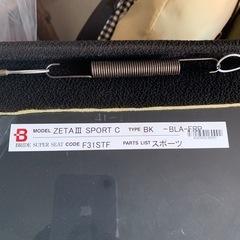 MODEL ZETAⅢ SPORT C TYPE BK -BLA-FRP
BRIDE SUPER SEAT CODE F31STF PARTS LIST スポーツ